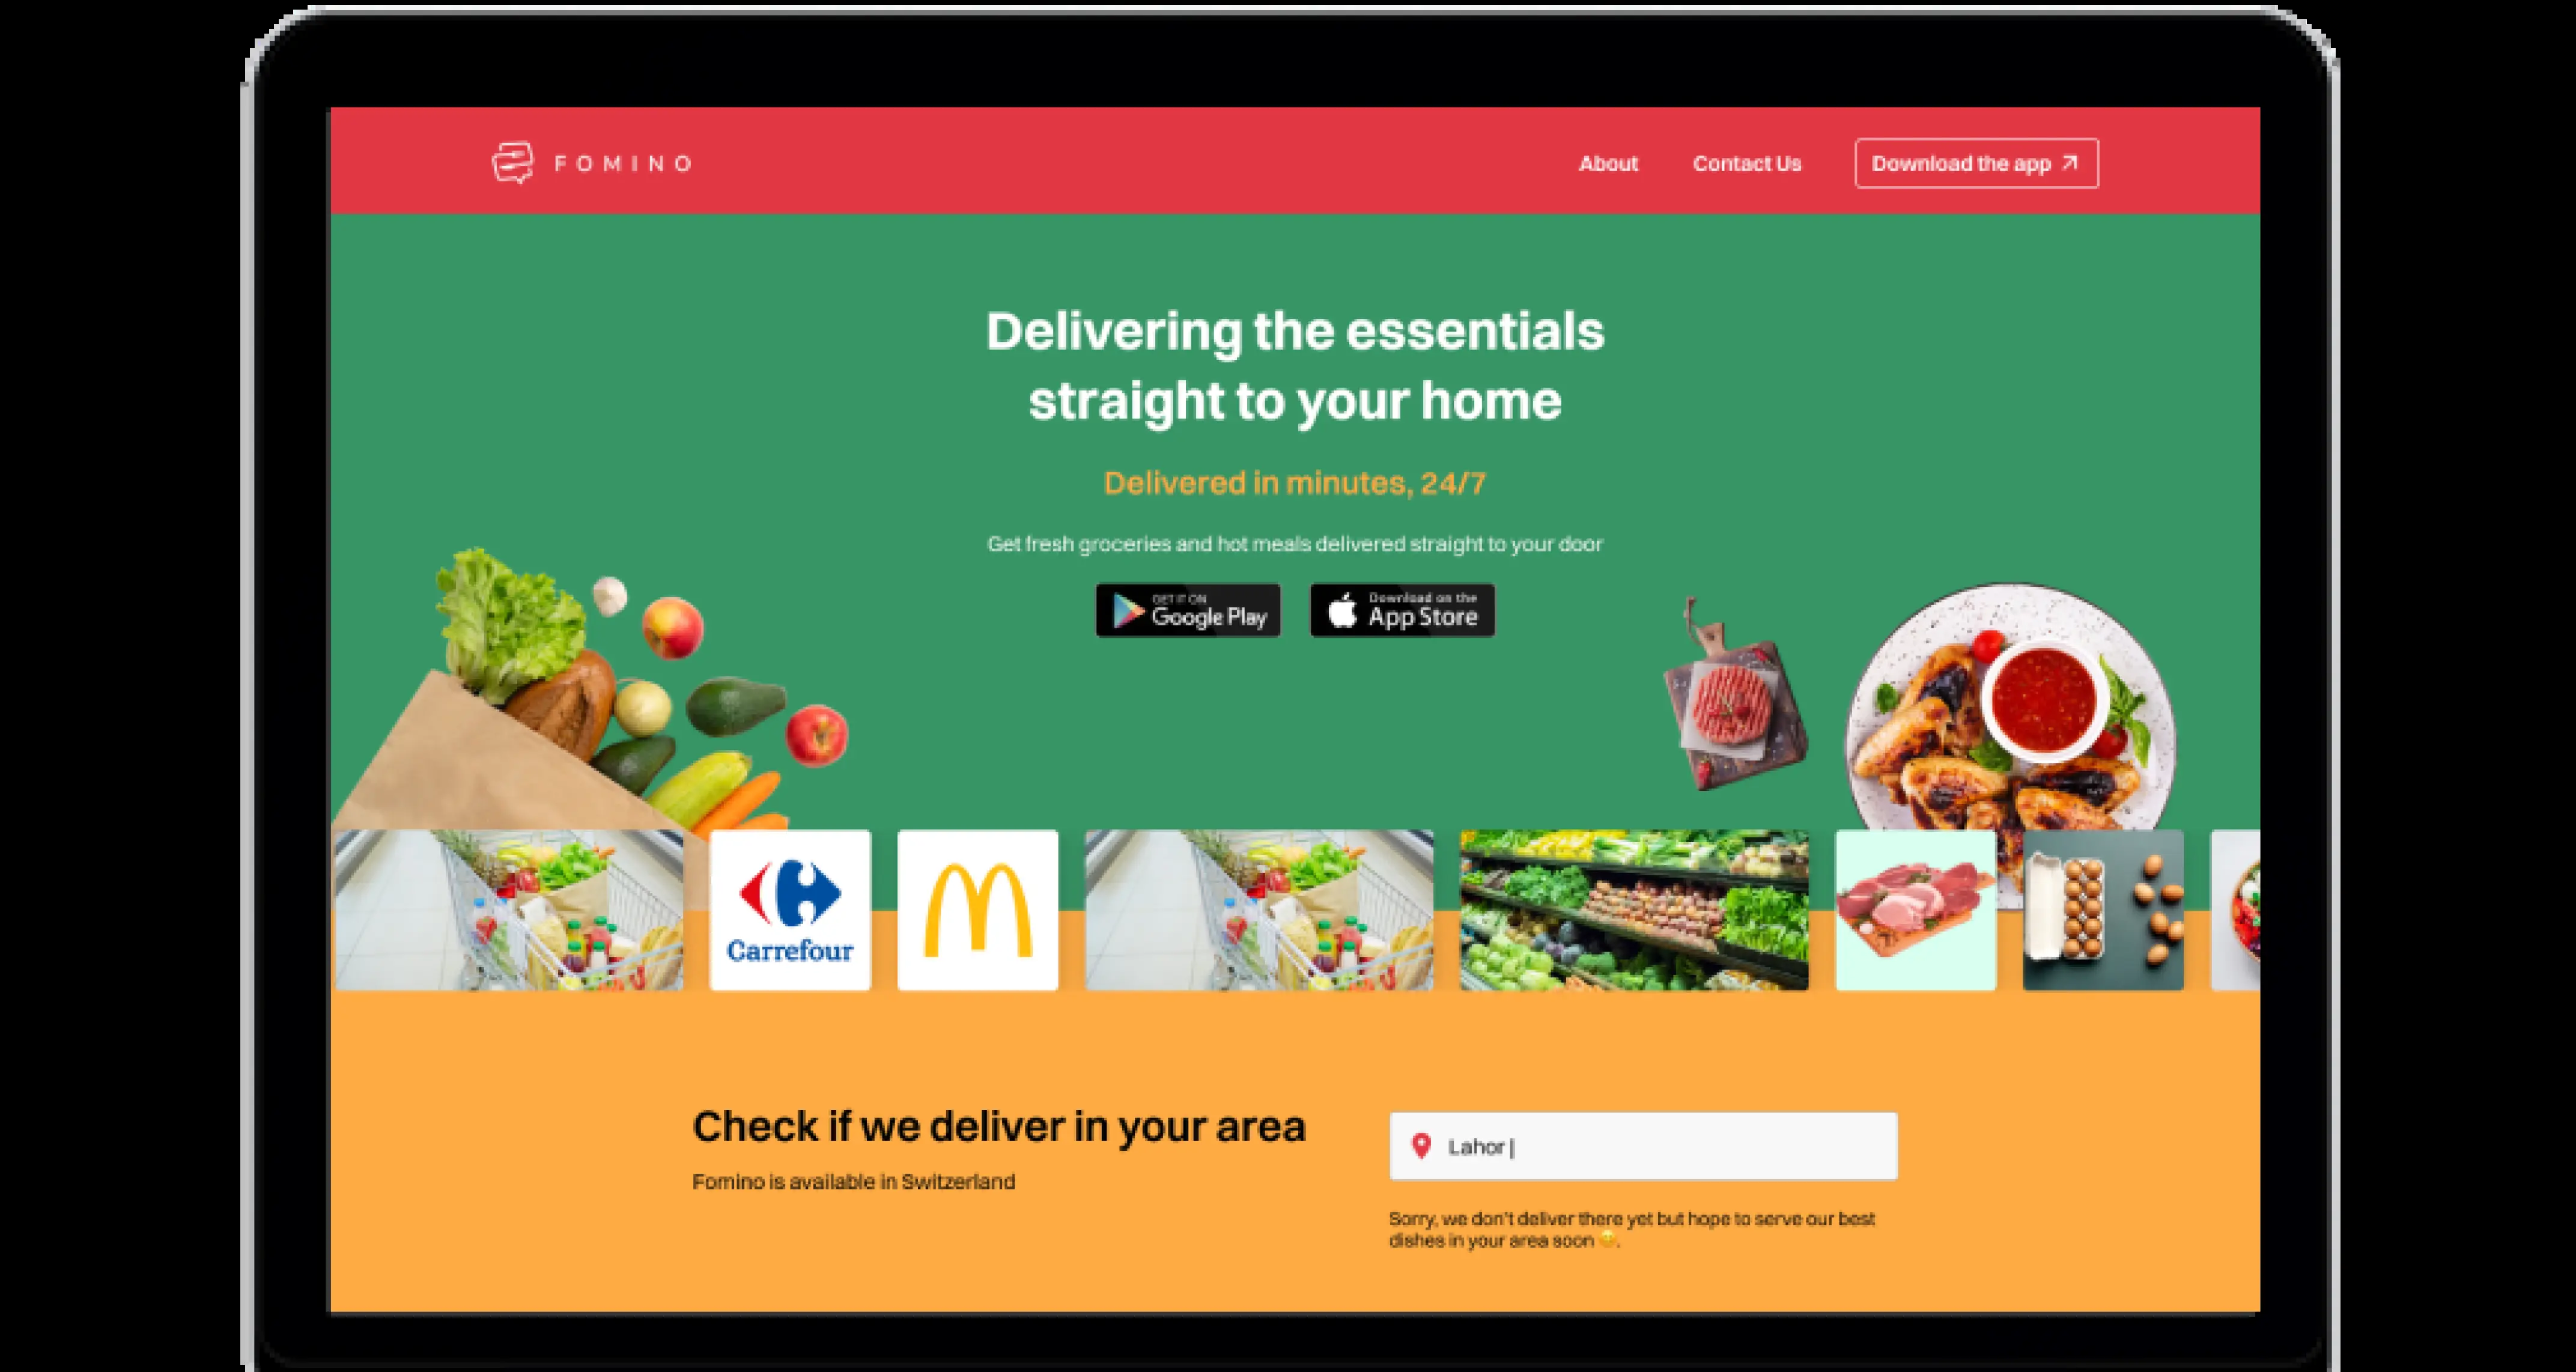 FOMINO
About
Contact Us
Download the app
Delivering the essentials
straight to your home
Delivered in minutes, 24/7
Get fresh groceries and hot meals delivered straight to your door
GET IT ON
Google Play
Download on the
App Store
Carrefour
Check if we deliver in your area
Fomino is available in Switzerland
Lahor
Sorry, we don't deliver there yet but hope to serve our best
dishes in your area soon 😊.